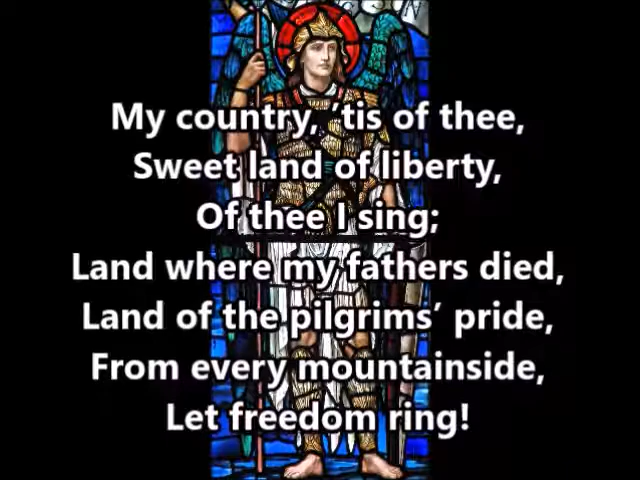 My country, ’tis of thee,
Sweet land of liberty,
Of thee I sing;
Land where my fathers died,
Land of the pilgrims’ pride,
From every mountainside,
Let freedom ring!